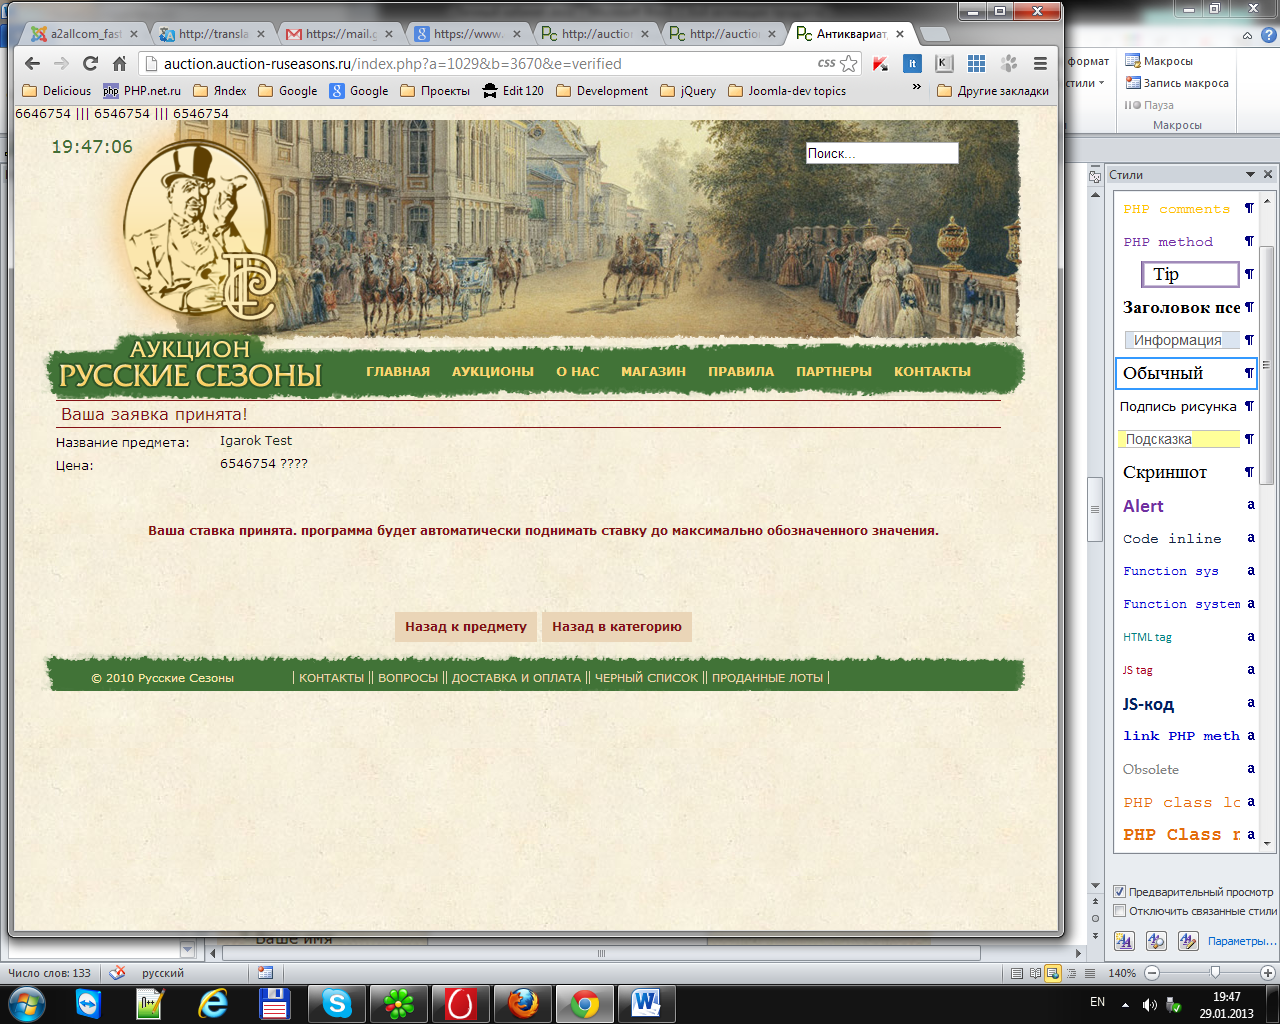 a2allcom_fast
http://transla
https://mail.g
https://www.
http://auction
http://auction
Антиквариат,
auction.auction-ruseasons.ru/index.php?a=1029&b=3670&e=verified
css
Delicious
PHP.net.ru
Яndex
Google
Google
Проекты
Edit 120
Development
jQuery
Joomla-dev topics
»
Другие закладки
6646754 ||| 6546754 ||| 6546754
19:47:06
Поиск...
РС
АУКЦИОН
РУССКИЕ СЕЗОНЫ
ГЛАВНАЯ АУКЦИОНЫ О НАС МАГАЗИН ПРАВИЛА ПАРТНЕРЫ КОНТАКТЫ
Ваша заявка принята!
Название предмета: Igarok Test
Цена: 6546754 ????
Ваша ставка принята. программа будет автоматически поднимать ставку до максимально обозначенного значения.
Назад к предмету Назад в категорию
© 2010 Русские Сезоны | КОНТАКТЫ || ВОПРОСЫ || ДОСТАВКА И ОПЛАТА || ЧЕРНЫЙ СПИСОК || ПРОДАННЫЕ ЛОТЫ |
Ваше имя
формат
стили
Макросы
Запись макроса
Пауза
Макросы
Стили
PHP comments
PHP method
Tip
Заголовок псе
Информация
Обычный
Подпись рисунка
Подсказка
Скриншот
Alert
Code inline
Function sys
Function system
HTML tag
JS tag
JS-код
link PHP meth
Obsolete
PHP class lo
PHP Class n
Предварительный просмотр
Отключить связанные стили
Параметры...
Число слов: 133 русский 140%
EN 19:47
29.01.2013